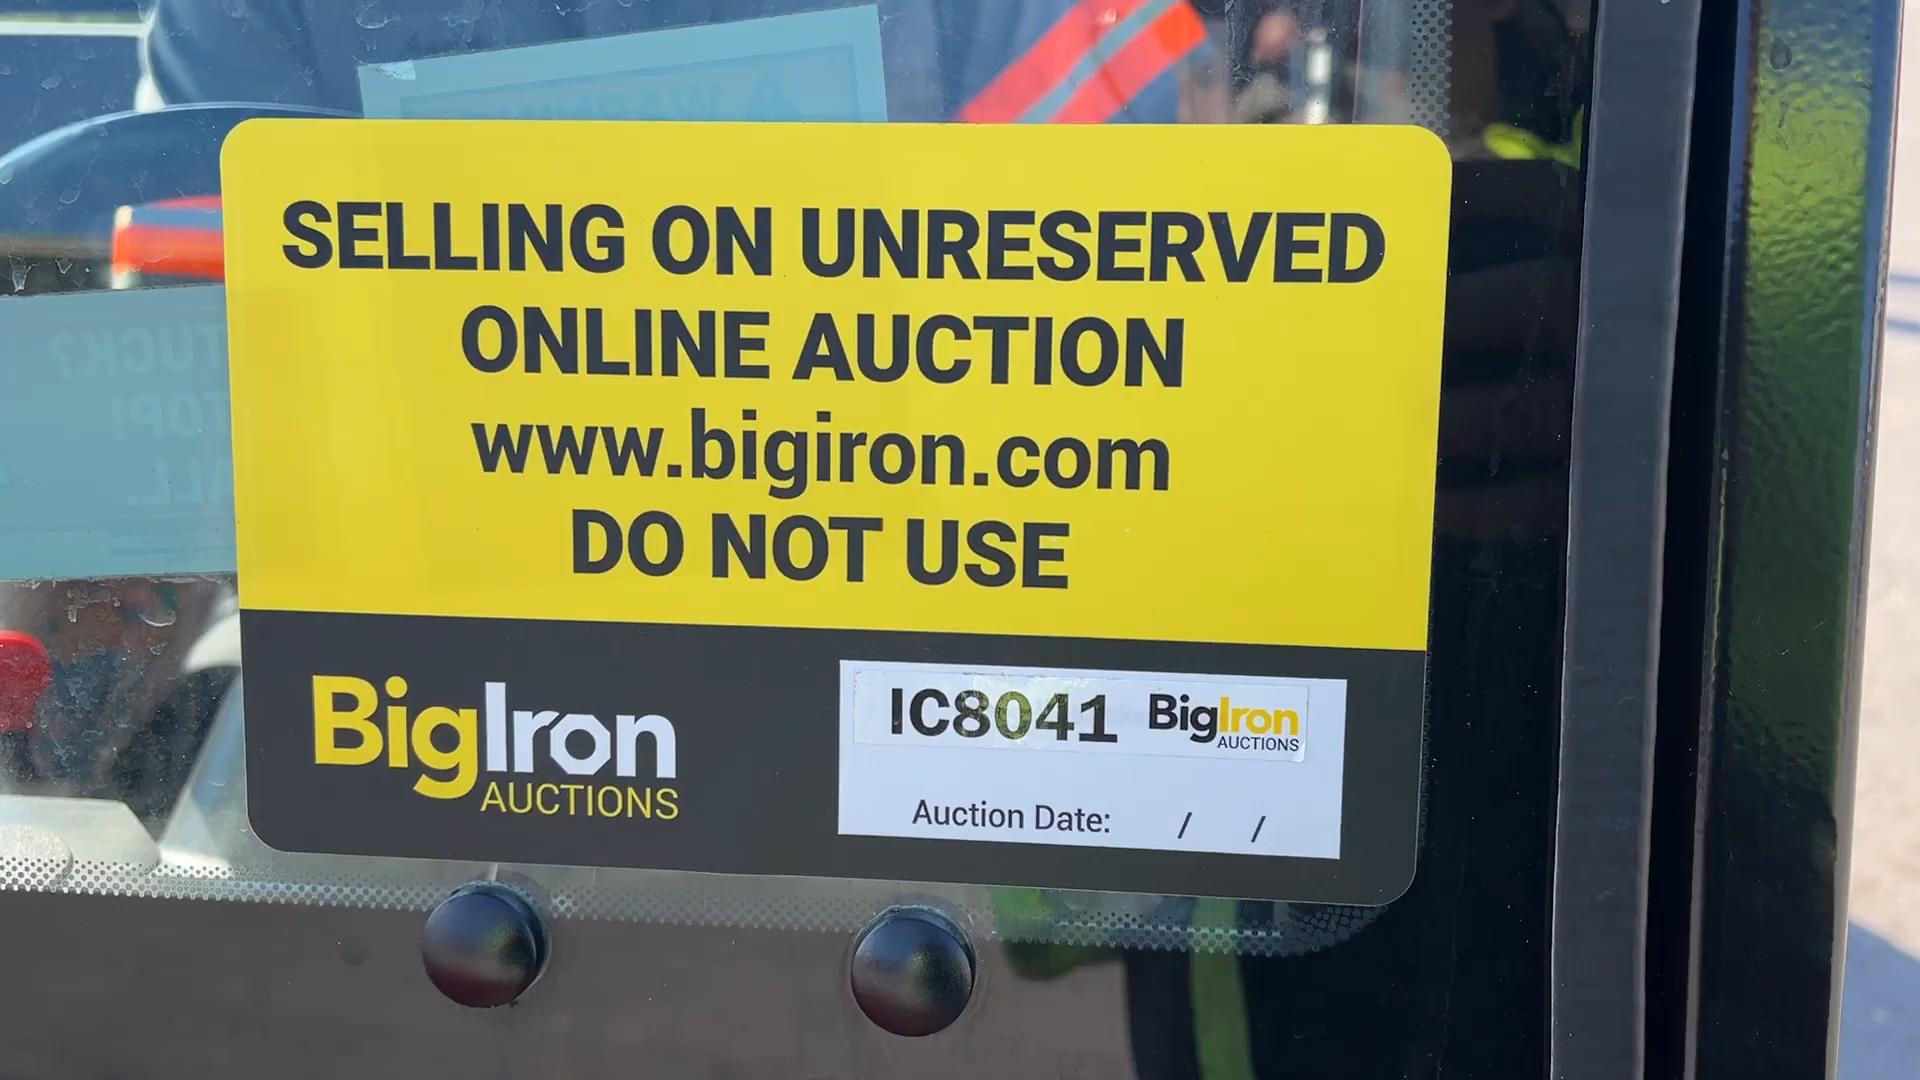 SELLING ON UNRESERVED
ONLINE AUCTION
www.bigiron.com
DO NOT USE
BigIron
AUCTIONS
IC8041 BigIron
AUCTIONS
Auction Date: / /